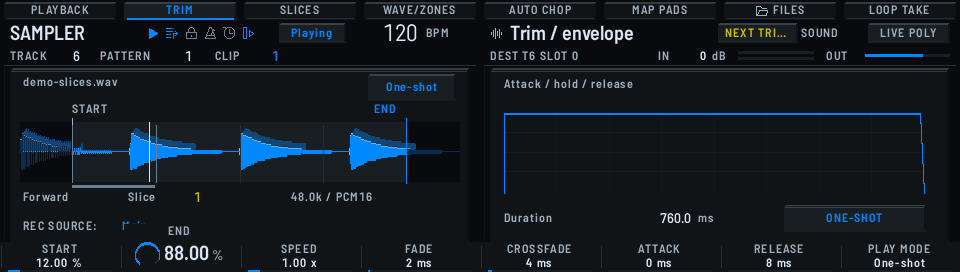 PLAYBACK TRIM SLICES WAVE/ZONES AUTO CHOP MAP PADS FILES LOOP TAKE
SAMPLER Playing 120 BPM Trim / envelope NEXT TRI... SOUND LIVE POLY
TRACK 6 PATTERN 1 CLIP 1 DEST T6 SLOT 0 IN 0 dB OUT
demo-slices.wav One-shot Attack / hold / release
START END
Forward Slice 1 48.0k / PCM16
Duration 760.0 ms ONE-SHOT
REC SOURCE:
START 12.00 %
END 88.00 %
SPEED 1.00 x
FADE 2 ms
CROSSFADE 4 ms
ATTACK 0 ms
RELEASE 8 ms
PLAY MODE One-shot